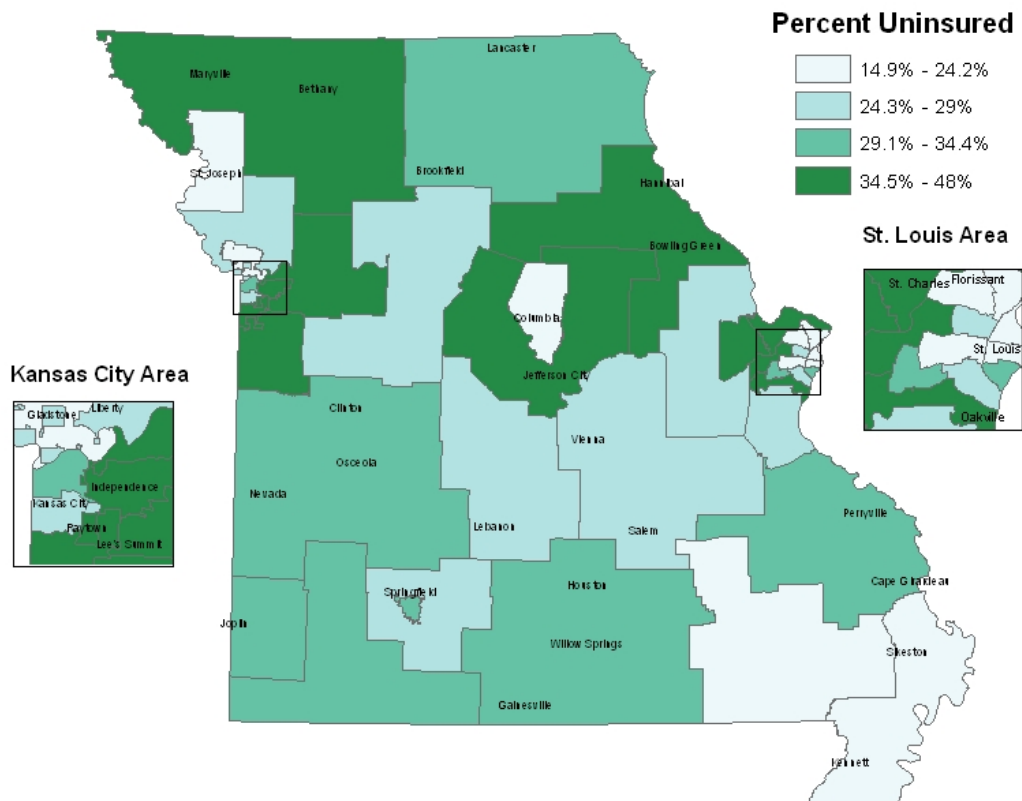 Percent Uninsured
14.9% - 24.2%
24.3% - 29%
29.1% - 34.4%
34.5% - 48%
Lancaster
Maryville
Bethany
St. Joseph
Brookfield
Hannibal
Bowling Green
Columbia
Jefferson City
St. Louis Area
St. Charles
Florissant
St. Louis
Oakville
Kansas City Area
Gladstone
Liberty
Independence
Kansas City
Raytown
Lee's Summit
Clinton
Osceola
Nevada
Vienna
Lebanon
Salem
Perryville
Cape Girardeau
Springfield
Houston
Joplin
Willow Springs
Sikeston
Gainesville
Kennett